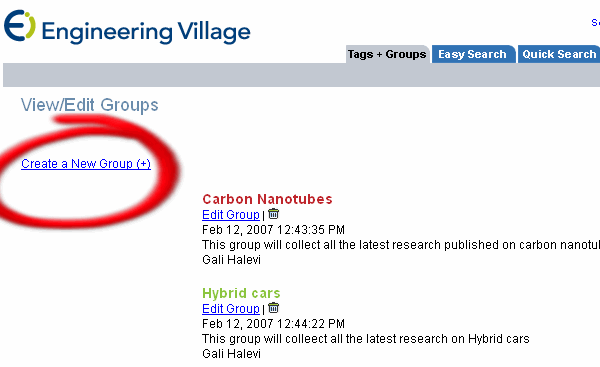 Engineering Village
Se
Tags + Groups Easy Search Quick Search
View/Edit Groups
Create a New Group (+)
Carbon Nanotubes
Edit Group |
Feb 12, 2007 12:43:35 PM
This group will collect all the latest research published on carbon nanotu
Gali Halevi
Hybrid cars
Edit Group |
Feb 12, 2007 12:44:22 PM
This group will colleect all the latest research on Hybrid cars
Gali Halevi